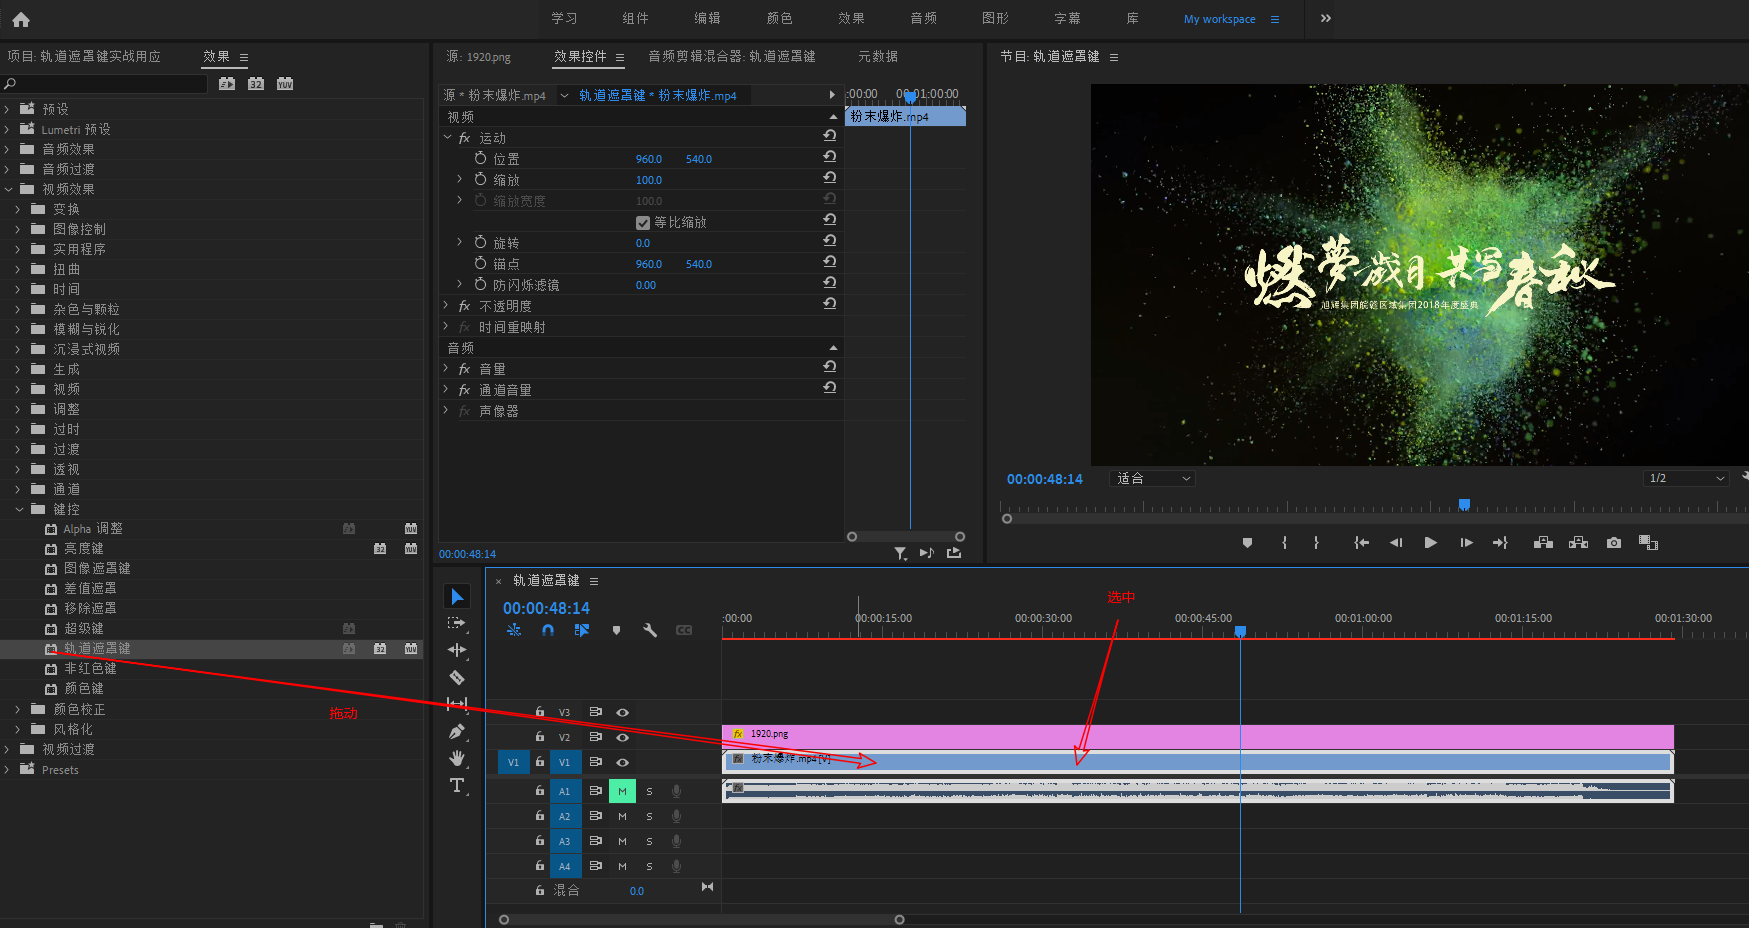 学习 组件 编辑 颜色 效果 音频 图形 字幕 库 My workspace
项目: 轨道遮罩键实战用应 效果
32 YUV
预设
Lumetri 预设
音频效果
音频过渡
视频效果
变换
图像控制
实用程序
扭曲
时间
杂色与颗粒
模糊与锐化
沉浸式视频
生成
视频
调整
过时
过渡
透视
通道
键控
Alpha 调整 YUV
亮度键 32 YUV
图像遮罩键
差值遮罩
移除遮罩
超级键
轨道遮罩键 32 YUV
非红色键
颜色键
颜色校正
风格化
视频过渡
Presets
拖动
源: 1920.png 效果控件 音频剪辑混合器: 轨道遮罩键 元数据
源 * 粉末爆炸.mp4 轨道遮罩键 * 粉末爆炸.mp4 :00:00 00:01:00:00
视频 粉末爆炸.mp4
fx 运动
位置 960.0 540.0
缩放 100.0
缩放宽度 100.0
等比缩放
旋转 0.0
锚点 960.0 540.0
防闪烁滤镜 0.00
fx 不透明度
fx 时间重映射
音频
fx 音量
fx 通道音量
fx 声像器
00:00:48:14
节目: 轨道遮罩键
燃夢歲月 共写春秋
旭辉集团皖赣区域集团2018年度盛典
00:00:48:14 适合 1/2
轨道遮罩键
00:00:48:14
选中
:00:00 00:00:15:00 00:00:30:00 00:00:45:00 00:01:00:00 00:01:15:00 00:01:30:00
V3
V2 fx 1920.png
V1 V1 fx 粉末爆炸.mp4 [V]
A1 M S fx
A2 M S
A3 M S
A4 M S
混合 0.0